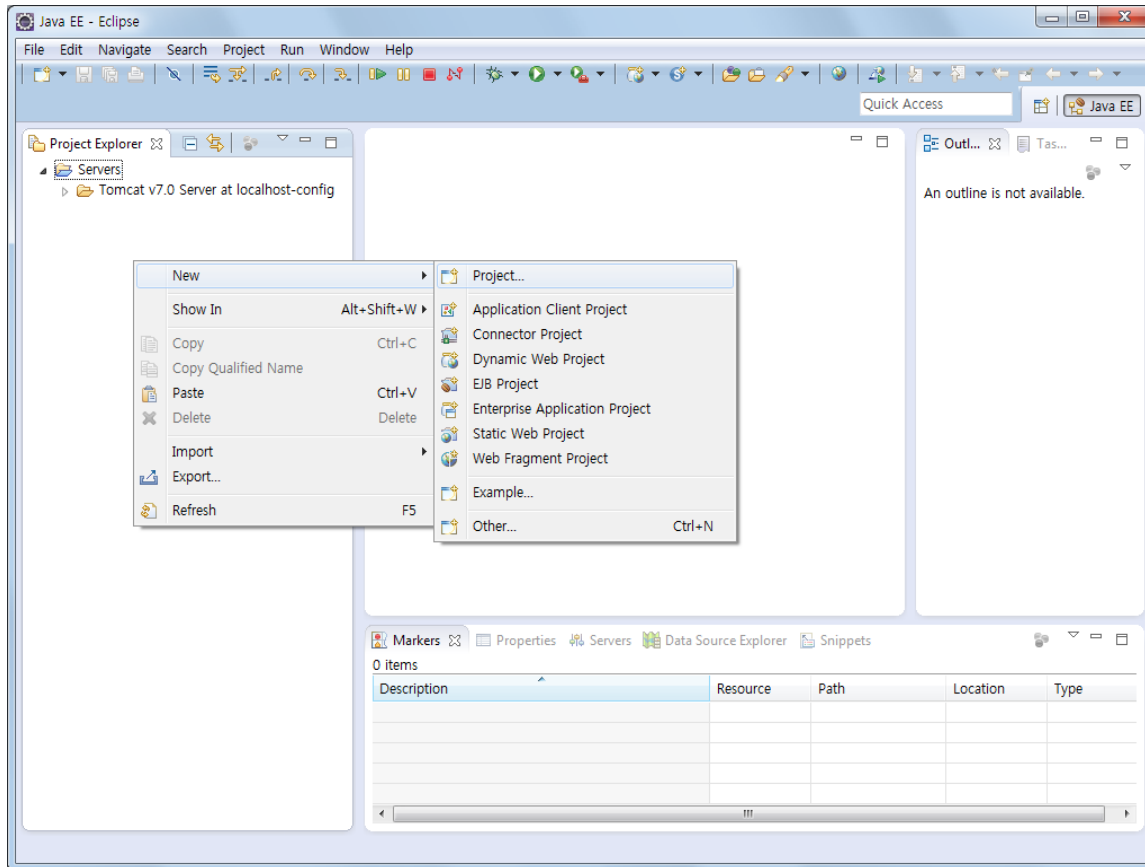 Java EE - Eclipse
File Edit Navigate Search Project Run Window Help
Quick Access
Java EE
Project Explorer
Servers
Tomcat v7.0 Server at localhost-config
Outl...
Tas...
An outline is not available.
New
Show In Alt+Shift+W
Copy Ctrl+C
Copy Qualified Name
Paste Ctrl+V
Delete Delete
Import
Export...
Refresh F5
Project...
Application Client Project
Connector Project
Dynamic Web Project
EJB Project
Enterprise Application Project
Static Web Project
Web Fragment Project
Example...
Other... Ctrl+N
Markers Properties Servers Data Source Explorer Snippets
0 items
Description Resource Path Location Type